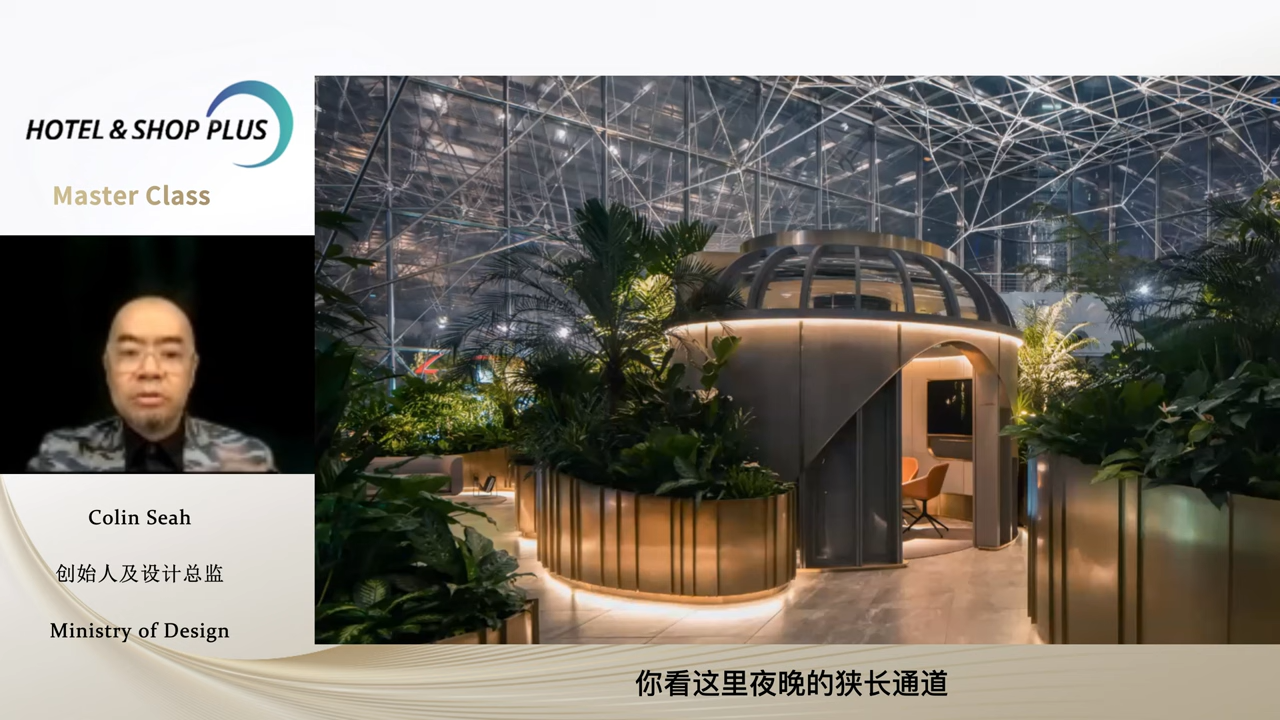 HOTEL & SHOP PLUS
Master Class
Colin Seah
创始人及设计总监
Ministry of Design
你看这里夜晚的狭长通道